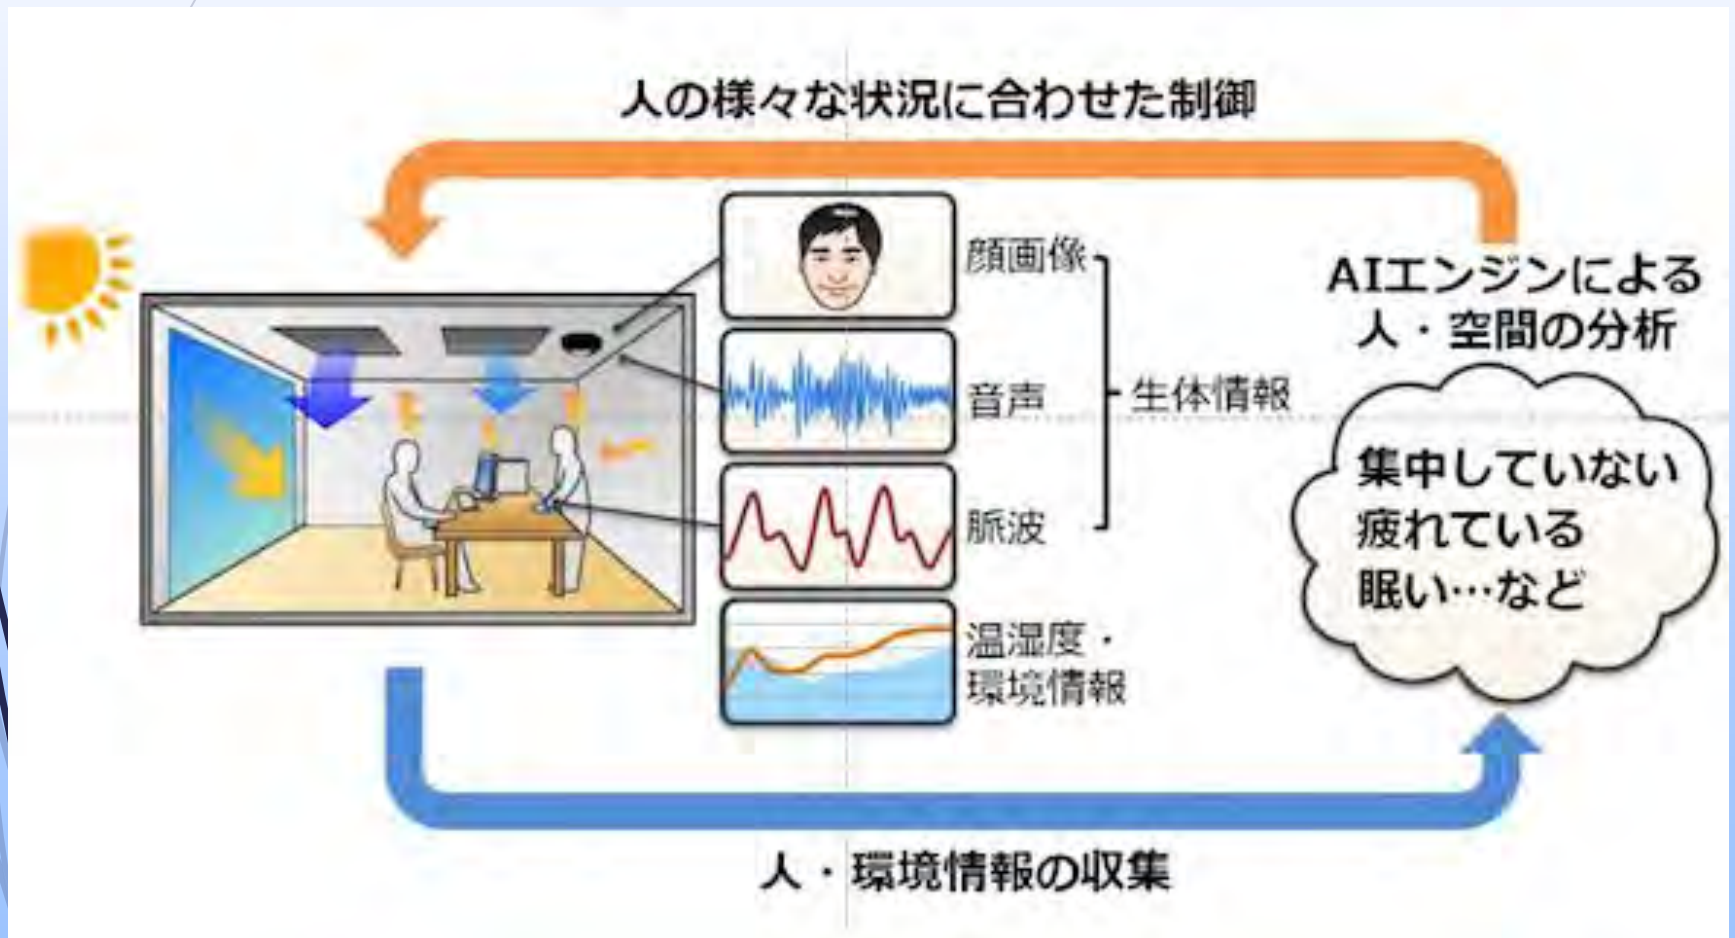 人の様々な状況に合わせた制御
顔画像
音声
脈波
生体情報
温湿度・
環境情報
AIエンジンによる
人・空間の分析
集中していない
疲れている
眠い…など
人・環境情報の収集